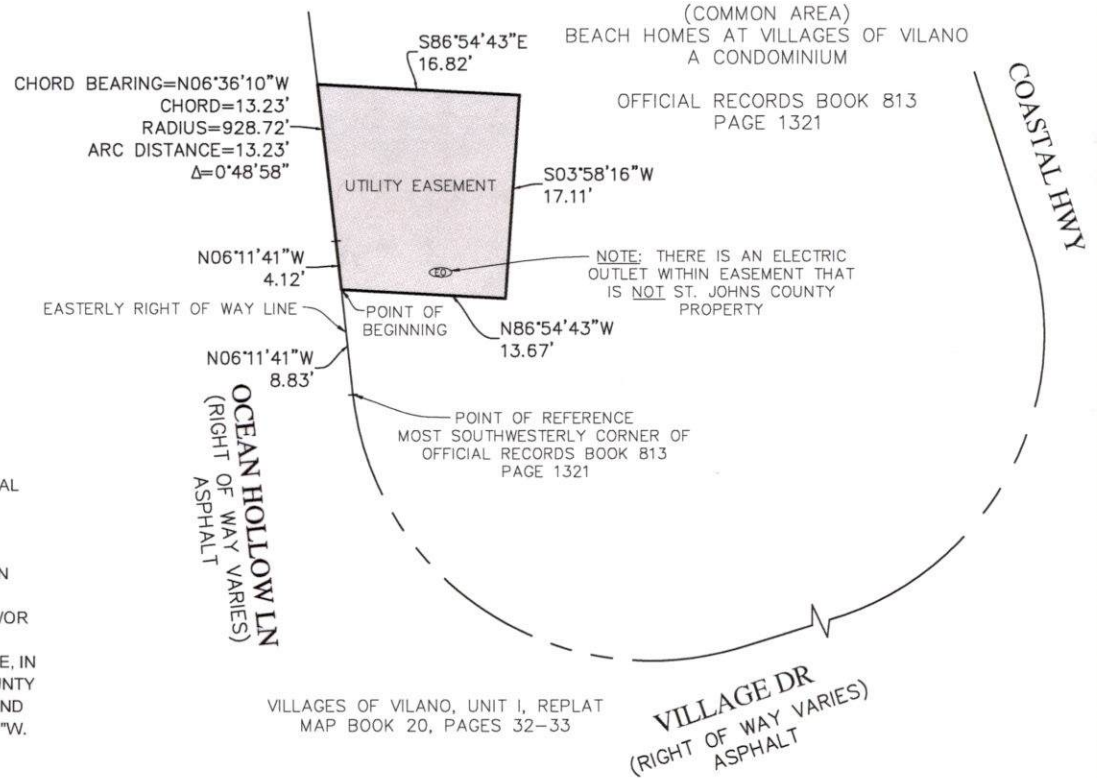 (COMMON AREA)
BEACH HOMES AT VILLAGES OF VILANO
A CONDOMINIUM
OFFICIAL RECORDS BOOK 813
PAGE 1321
COASTAL HWY
S86°54'43"E
16.82'
CHORD BEARING=N06°36'10"W
CHORD=13.23'
RADIUS=928.72'
ARC DISTANCE=13.23'
Δ=0°48'58"
UTILITY EASEMENT
S03°58'16"W
17.11'
N06°11'41"W
4.12'
NOTE: THERE IS AN ELECTRIC
OUTLET WITHIN EASEMENT THAT
IS NOT ST. JOHNS COUNTY
PROPERTY
EO
EASTERLY RIGHT OF WAY LINE
POINT OF
BEGINNING
N86°54'43"W
13.67'
N06°11'41"W
8.83'
POINT OF REFERENCE
MOST SOUTHWESTERLY CORNER OF
OFFICIAL RECORDS BOOK 813
PAGE 1321
OCEAN HOLLOW LN
(RIGHT OF WAY VARIES)
ASPHALT
AL
N
/OR
E, IN
UNTY
ND
"W.
VILLAGES OF VILANO, UNIT I, REPLAT
MAP BOOK 20, PAGES 32-33
VILLAGE DR
(RIGHT OF WAY VARIES)
ASPHALT